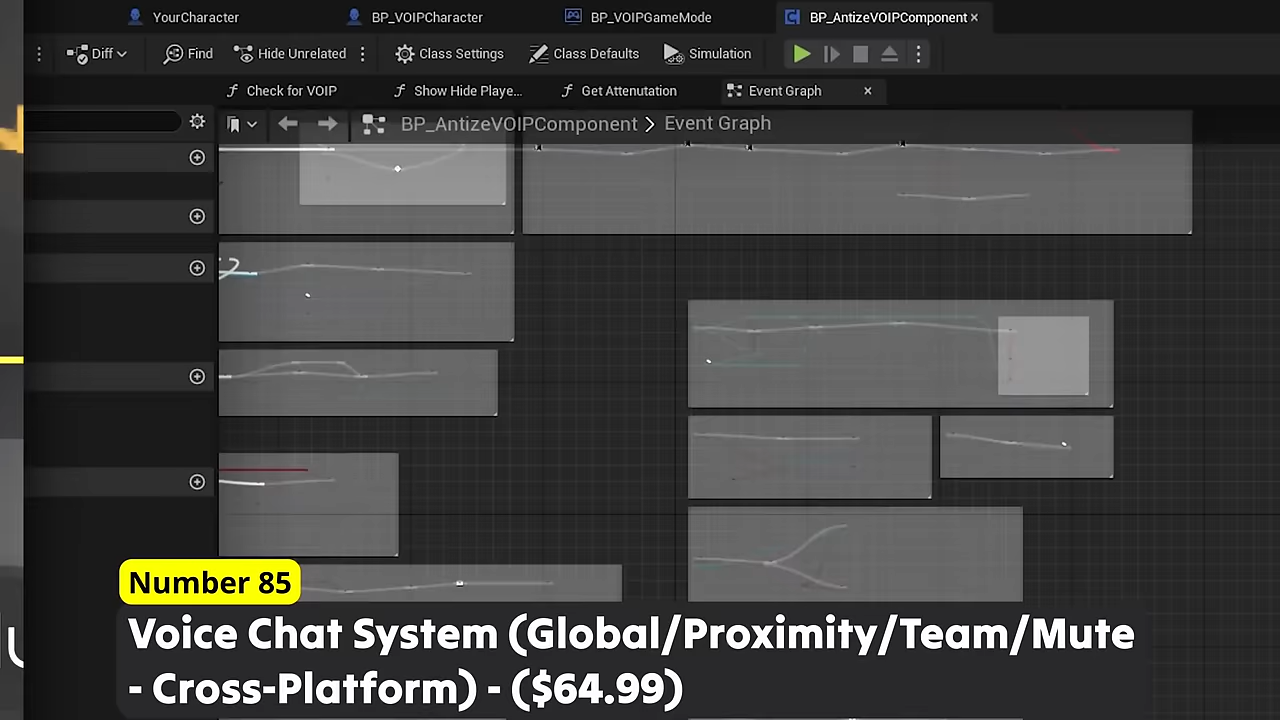 YourCharacter
BP_VOIPCharacter
BP_VOIPGameMode
BP_AntizeVOIPComponent
Diff
Find
Hide Unrelated
Class Settings
Class Defaults
Simulation
Check for VOIP
Show Hide Playe...
Get Attenutation
Event Graph
BP_AntizeVOIPComponent > Event Graph
Number 85
Voice Chat System (Global/Proximity/Team/Mute
- Cross-Platform) - ($64.99)